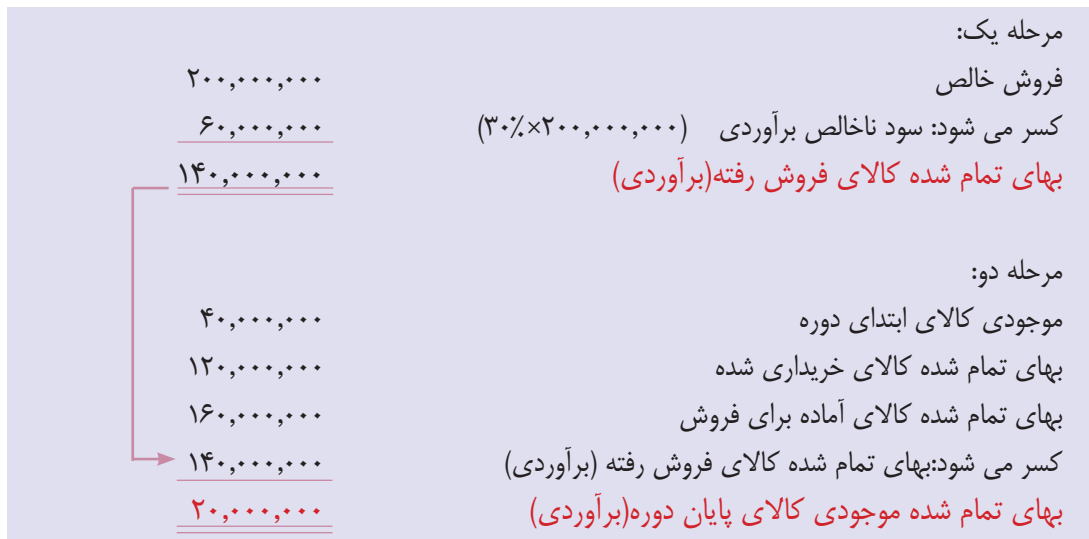 مرحله یک:
فروش خالص ۲۰۰,۰۰۰,۰۰۰
کسر می شود: سود ناخالص برآوردی (۳۰٪×۲۰۰,۰۰۰,۰۰۰) ۶۰,۰۰۰,۰۰۰
بهای تمام شده کالای فروش رفته(برآوردی) ۱۴۰,۰۰۰,۰۰۰
مرحله دو:
موجودی کالای ابتدای دوره ۴۰,۰۰۰,۰۰۰
بهای تمام شده کالای خریداری شده ۱۲۰,۰۰۰,۰۰۰
بهای تمام شده کالای آماده برای فروش ۱۶۰,۰۰۰,۰۰۰
کسر می شود:بهای تمام شده کالای فروش رفته (برآوردی) ۱۴۰,۰۰۰,۰۰۰
بهای تمام شده موجودی کالای پایان دوره(برآوردی) ۲۰,۰۰۰,۰۰۰